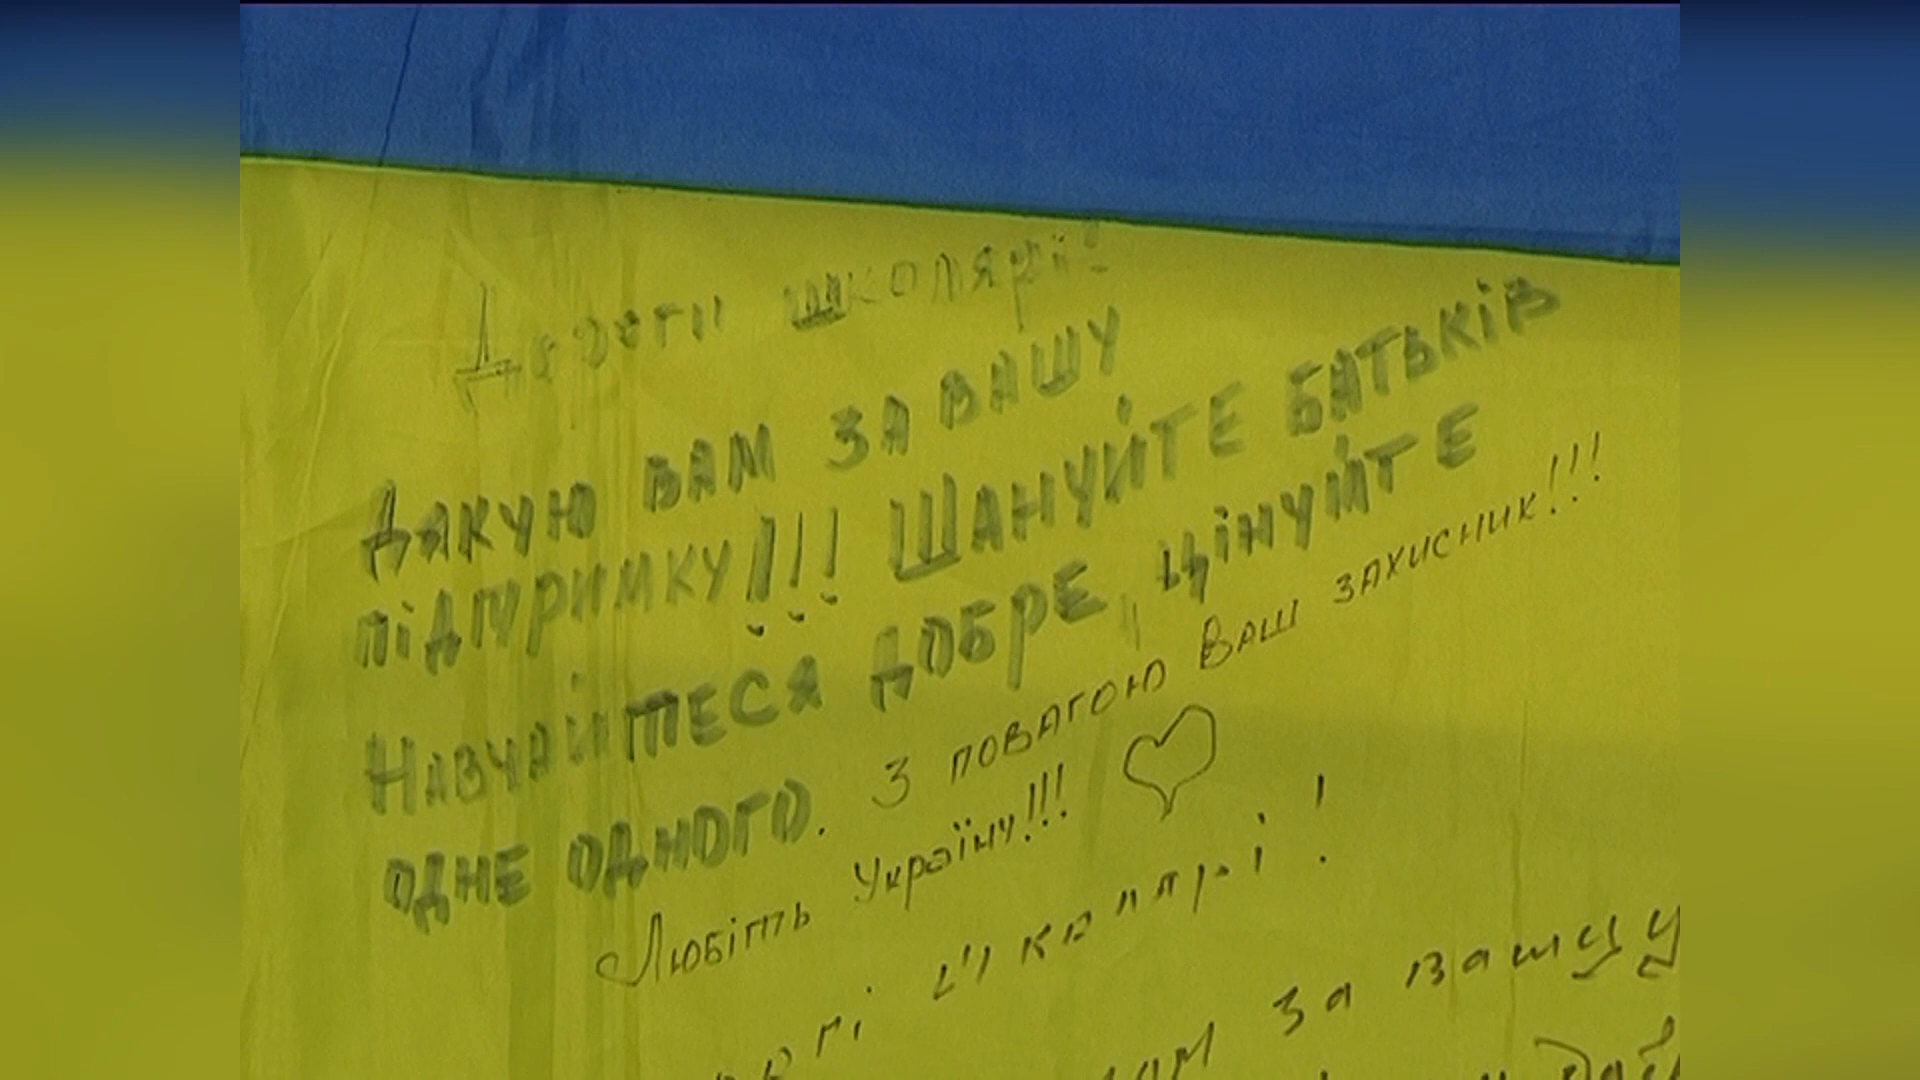 Дорогі школярі!
Дякую вам за вашу
підтримку!!! Шануйте батьків
Навчайтеся добре, цінуйте
одне одного. З повагою Ваш захисник!!!
Любіть Україну!!!
школярі!
за вашу